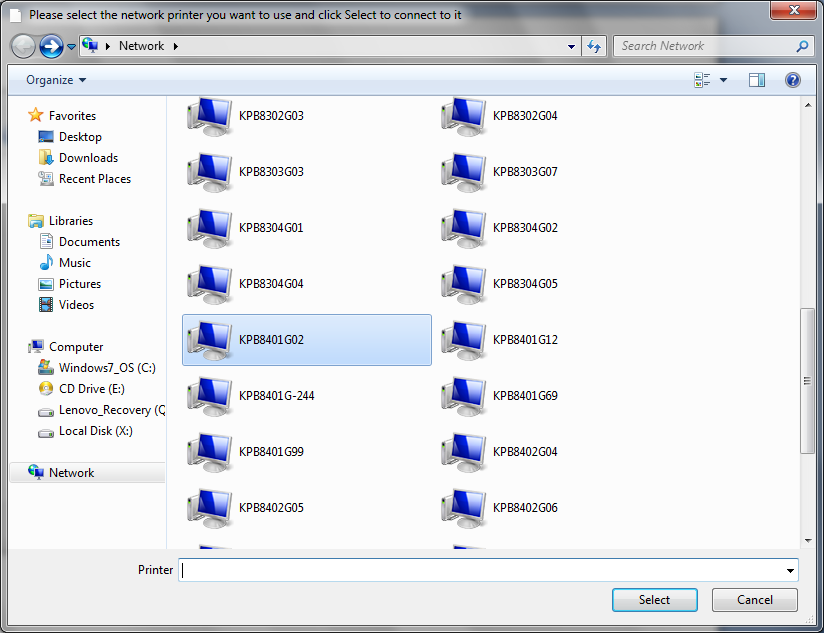 Please select the network printer you want to use and click Select to connect to it
Network
Search Network
Organize
Favorites
Desktop
Downloads
Recent Places
Libraries
Documents
Music
Pictures
Videos
Computer
Windows7_OS (C:)
CD Drive (E:)
Lenovo_Recovery (Q
Local Disk (X:)
Network
KPB8302G03 KPB8302G04
KPB8303G03 KPB8303G07
KPB8304G01 KPB8304G02
KPB8304G04 KPB8304G05
KPB8401G02 KPB8401G12
KPB8401G-244 KPB8401G69
KPB8401G99 KPB8402G04
KPB8402G05 KPB8402G06
Printer
Select Cancel